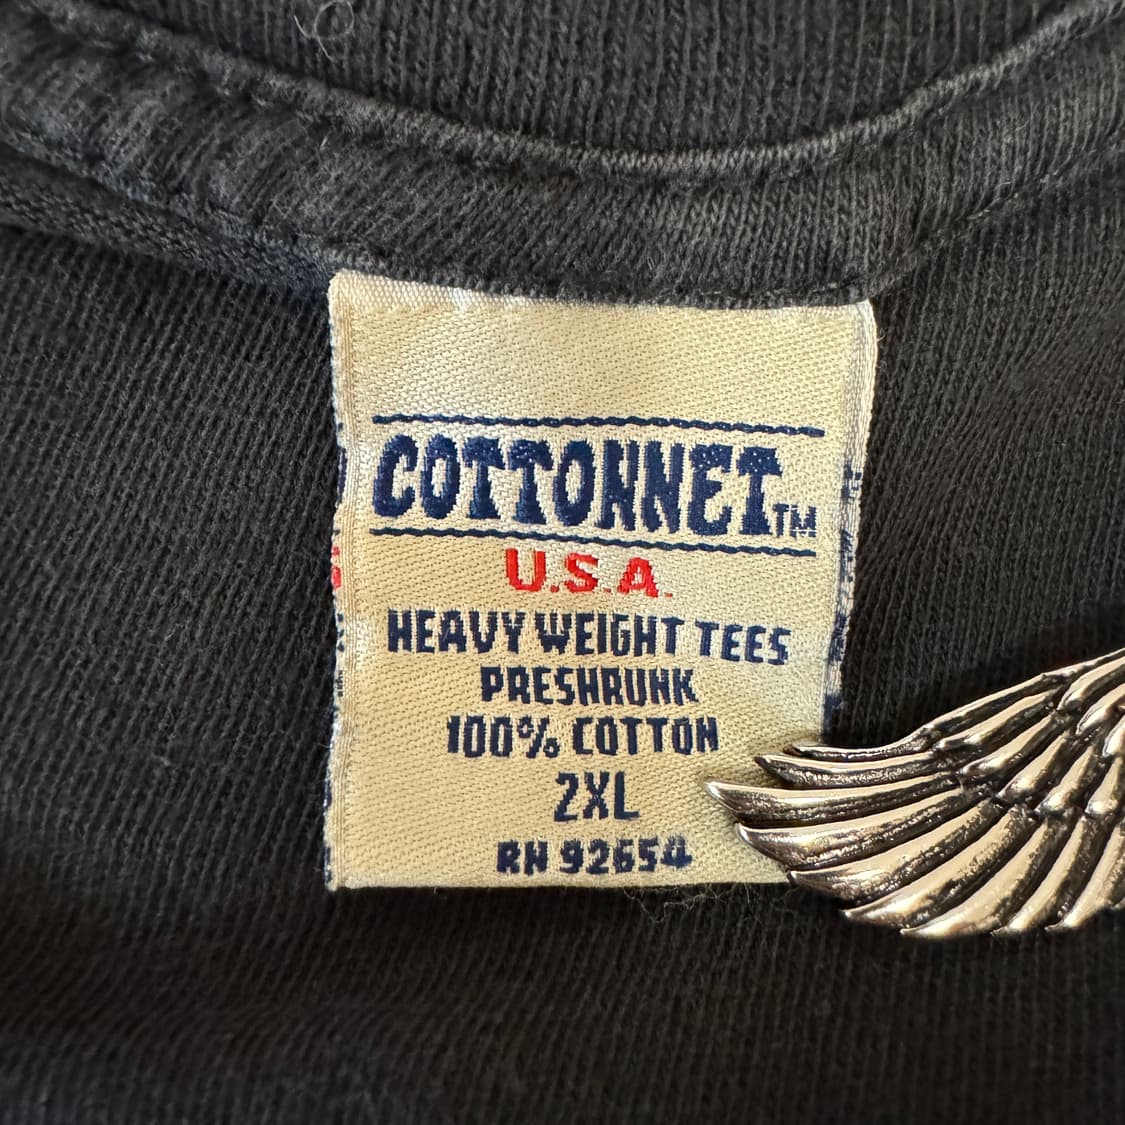 COTTONNET™
U.S.A.
HEAVY WEIGHT TEES
PRESHRUNK
100% COTTON
2XL
RN 92654